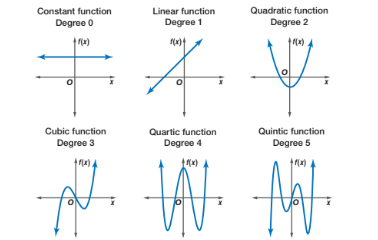 Constant function
Degree 0
f(x)
O
x
Linear function
Degree 1
f(x)
O
x
Quadratic function
Degree 2
f(x)
O
x
Cubic function
Degree 3
f(x)
O
x
Quartic function
Degree 4
f(x)
O
x
Quintic function
Degree 5
f(x)
O
x